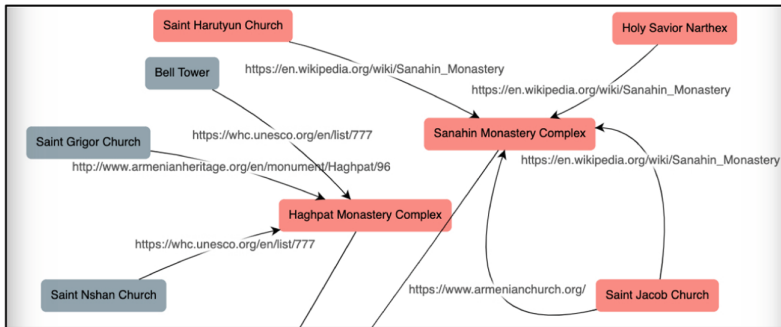 Saint Harutyun Church
Holy Savior Narthex
Bell Tower
https://en.wikipedia.org/wiki/Sanahin_Monastery
https://en.wikipedia.org/wiki/Sanahin_Monastery
Saint Grigor Church
https://whc.unesco.org/en/list/777
Sanahin Monastery Complex
http://www.armenianheritage.org/en/monument/Haghpat/96
https://en.wikipedia.org/wiki/Sanahin_Monastery
Haghpat Monastery Complex
https://whc.unesco.org/en/list/777
https://www.armenianchurch.org/
Saint Nshan Church
Saint Jacob Church